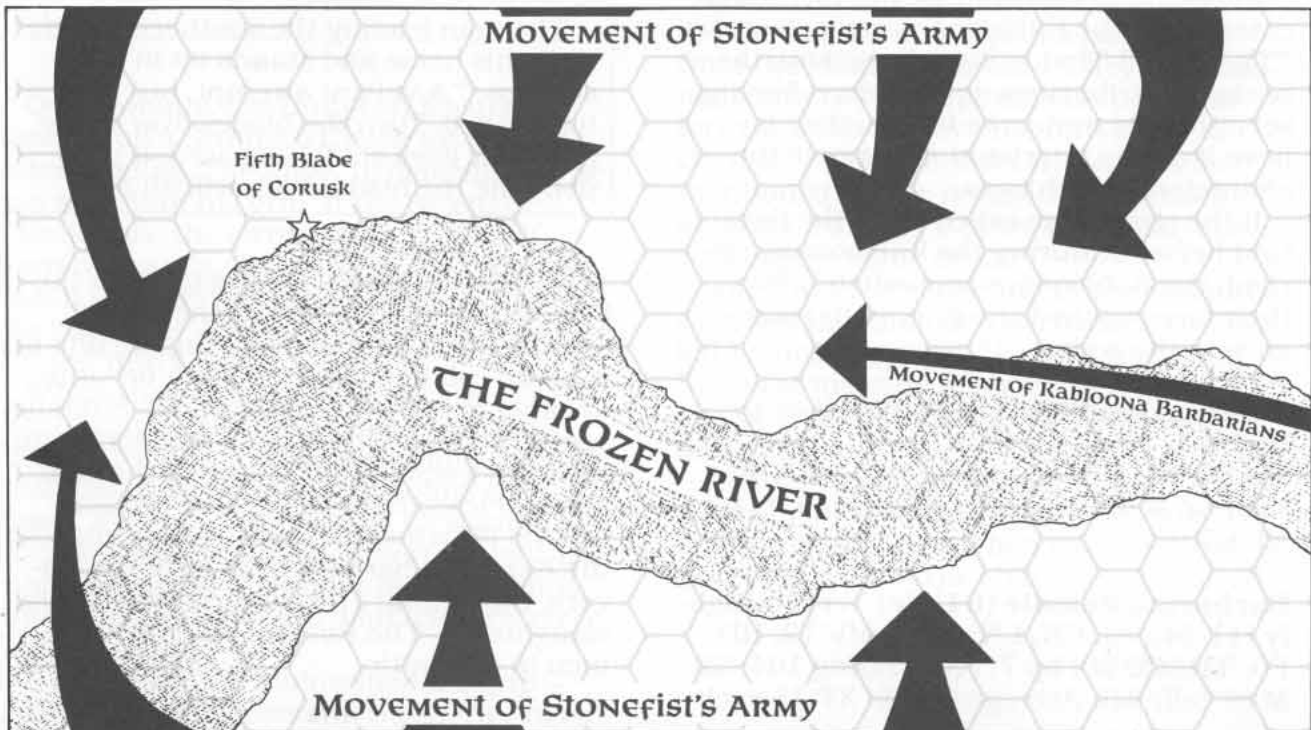 Movement of Stonefist's Army
Fifth Blade
of Corusk
THE FROZEN RIVER
Movement of Kabloona Barbarians
Movement of Stonefist's Army